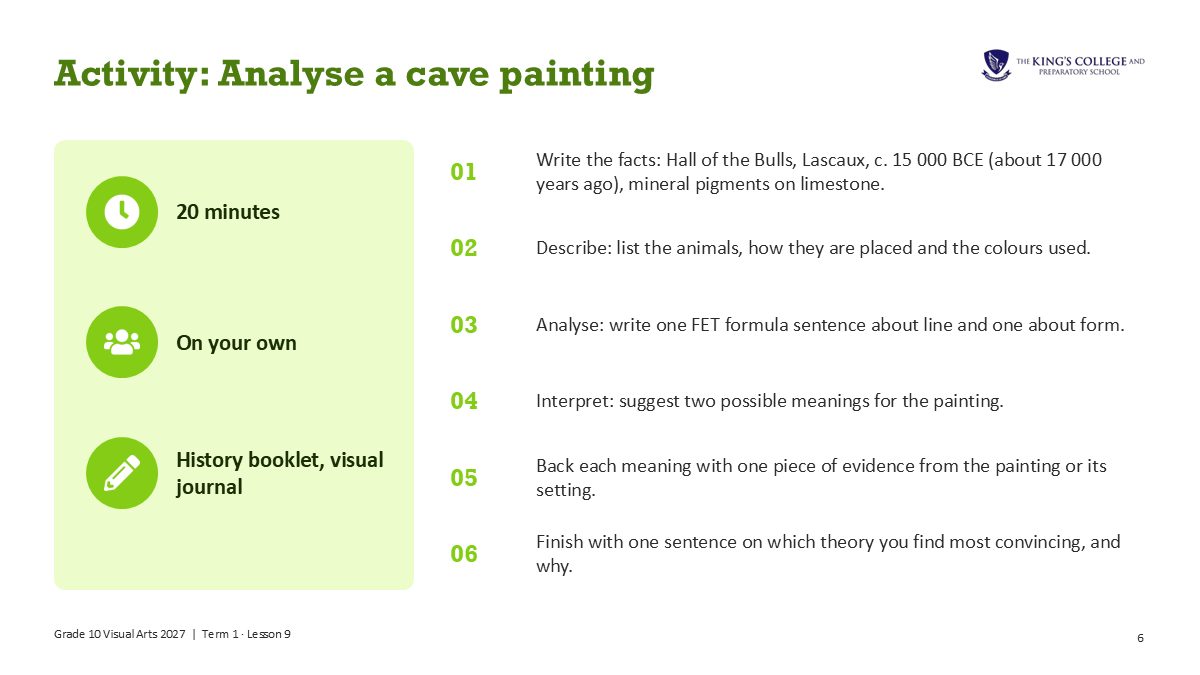 Activity: Analyse a cave painting
THE KING'S COLLEGE AND
PREPARATORY SCHOOL
20 minutes
On your own
History booklet, visual
journal
01
Write the facts: Hall of the Bulls, Lascaux, c. 15 000 BCE (about 17 000
years ago), mineral pigments on limestone.
02
Describe: list the animals, how they are placed and the colours used.
03
Analyse: write one FET formula sentence about line and one about form.
04
Interpret: suggest two possible meanings for the painting.
05
Back each meaning with one piece of evidence from the painting or its
setting.
06
Finish with one sentence on which theory you find most convincing, and
why.
Grade 10 Visual Arts 2027 | Term 1 · Lesson 9
6